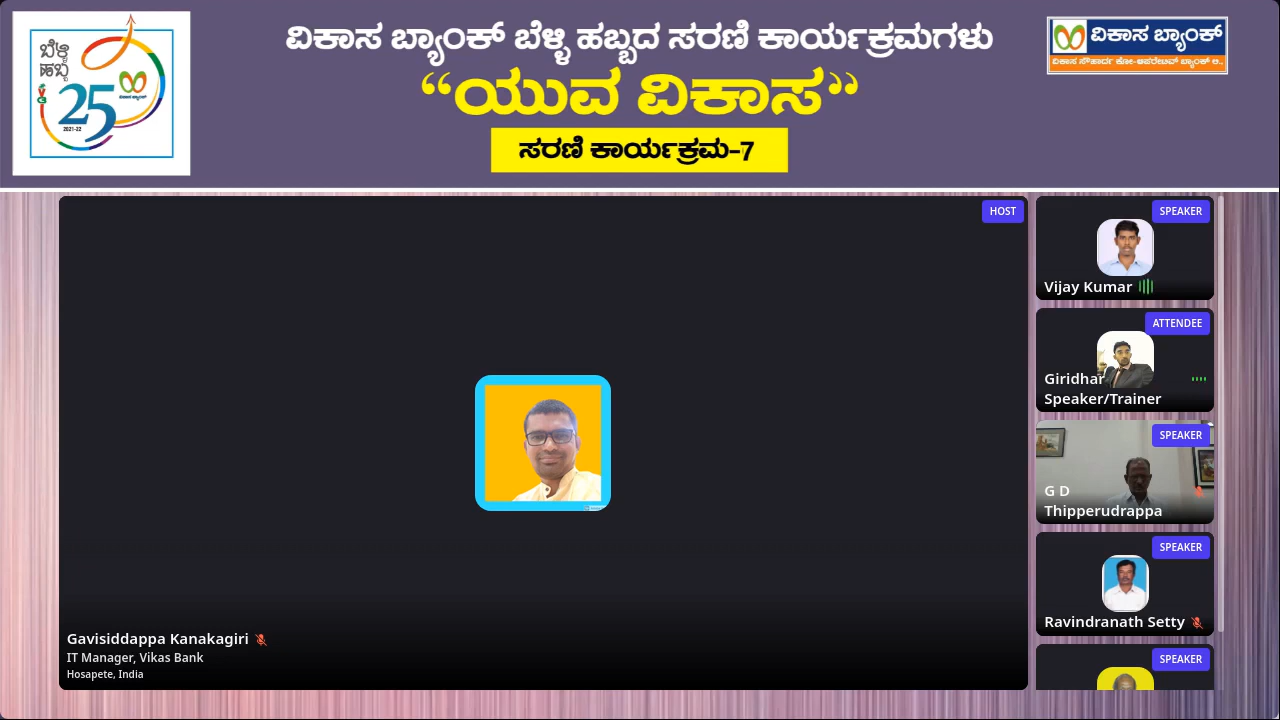 ವಿಕಾಸ ಬ್ಯಾಂಕ್ ಬೆಳ್ಳಿ ಹಬ್ಬದ ಸರಣಿ ಕಾರ್ಯಕ್ರಮಗಳು
“ಯುವ ವಿಕಾಸ”
ಸರಣಿ ಕಾರ್ಯಕ್ರಮ-7
ಬೆಳ್ಳಿ
ಹಬ್ಬ
25
2021-22
ವಿಕಾಸ ಬ್ಯಾಂಕ್
ವಿಕಾಸ ಸೌಹಾರ್ದ ಕೋ-ಆಪರೇಟಿವ್ ಬ್ಯಾಂಕ್ ಲಿ.,
HOST
Gavisiddappa Kanakagiri
IT Manager, Vikas Bank
Hosapete, India
SPEAKER
Vijay Kumar
ATTENDEE
Giridhar
Speaker/Trainer
SPEAKER
G D
Thipperudrappa
SPEAKER
Ravindranath Setty
SPEAKER